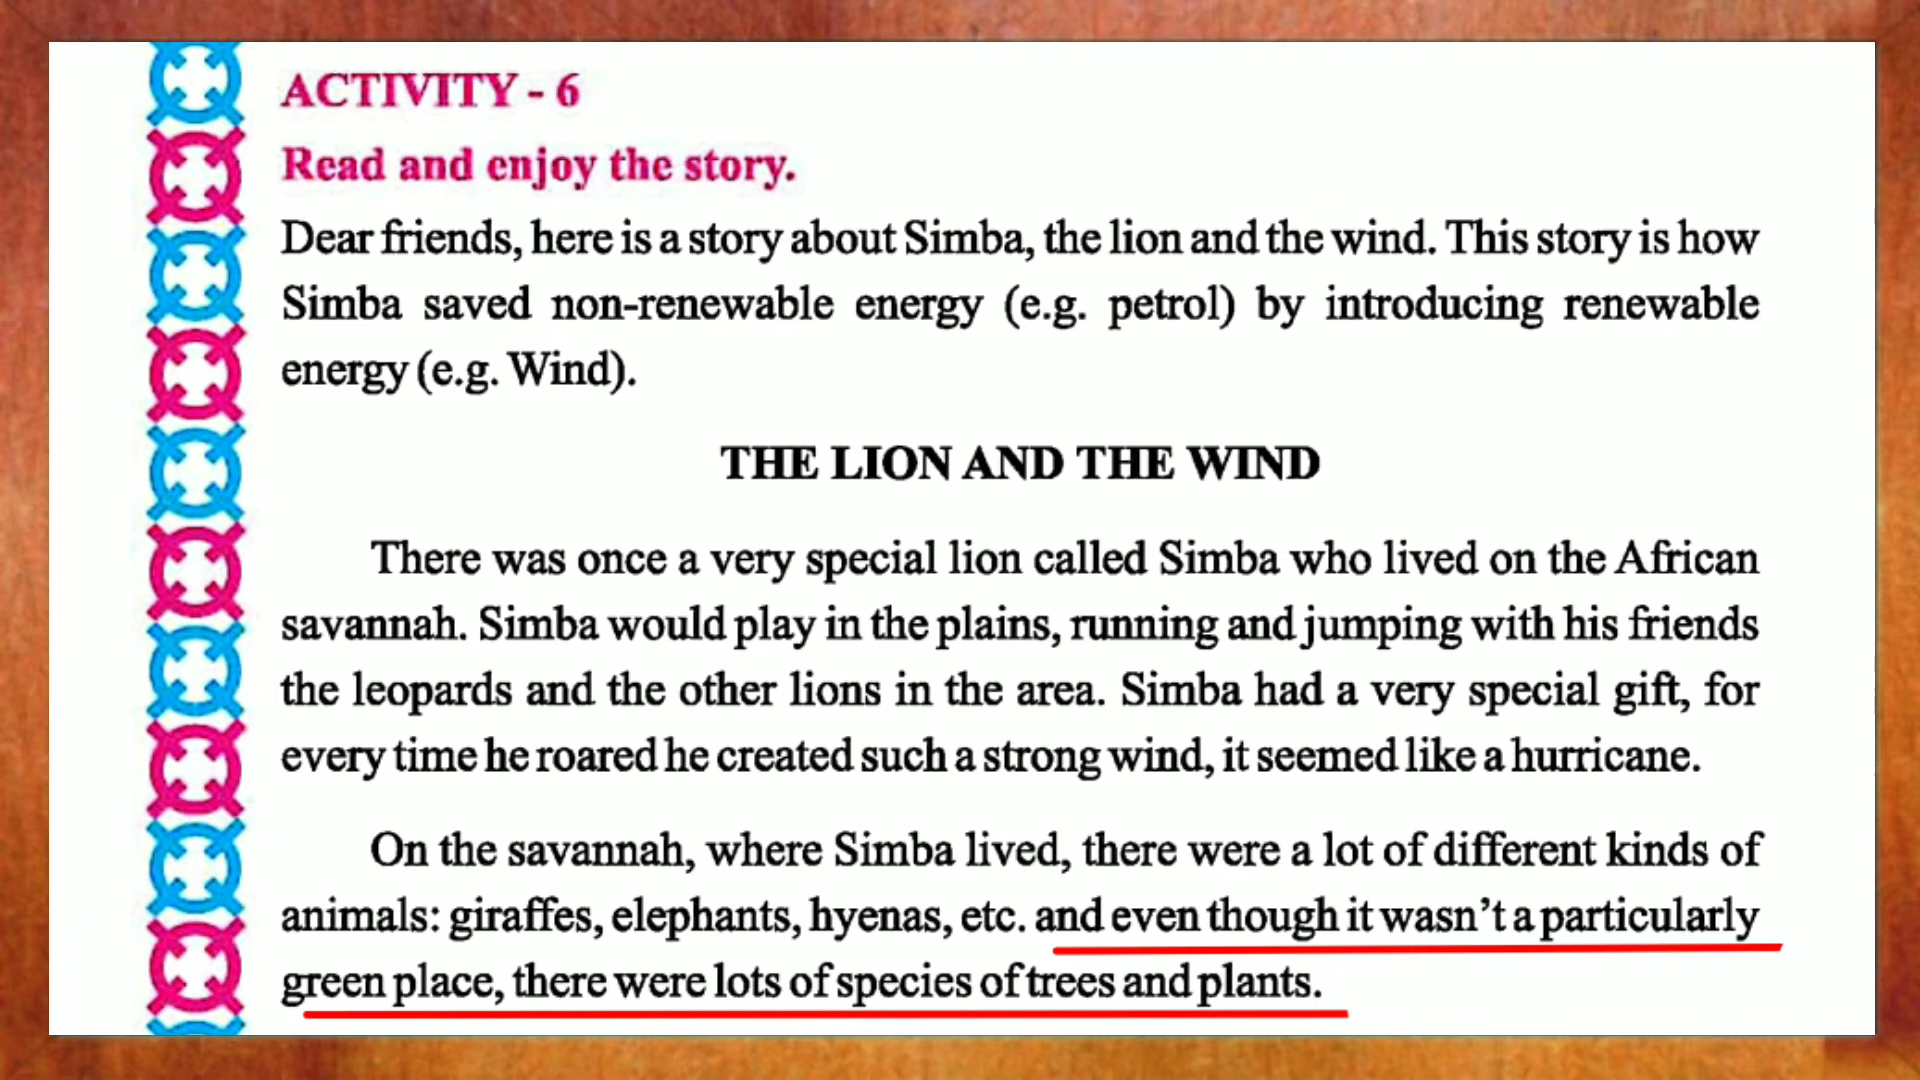 ACTIVITY - 6
Read and enjoy the story.
Dear friends, here is a story about Simba, the lion and the wind. This story is how
Simba saved non-renewable energy (e.g. petrol) by introducing renewable
energy (e.g. Wind).
THE LION AND THE WIND
There was once a very special lion called Simba who lived on the African
savannah. Simba would play in the plains, running and jumping with his friends
the leopards and the other lions in the area. Simba had a very special gift, for
every time he roared he created such a strong wind, it seemed like a hurricane.
On the savannah, where Simba lived, there were a lot of different kinds of
animals: giraffes, elephants, hyenas, etc. and even though it wasn't a particularly
green place, there were lots of species of trees and plants.